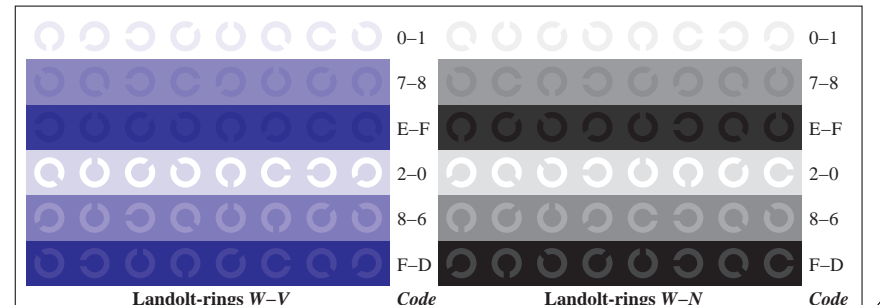 0–1 0–1
7–8 7–8
E–F E–F
2–0 2–0
8–6 8–6
F–D F–D
Landolt-rings W–V Code Landolt-rings W–N Code